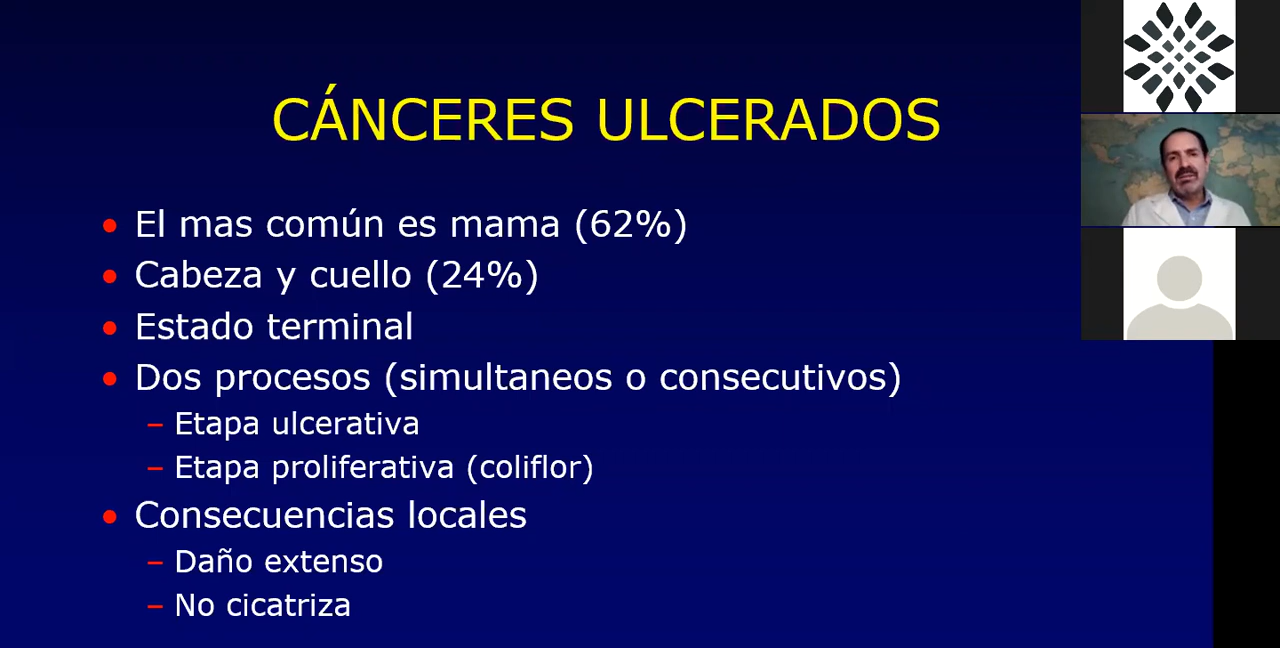 CÁNCERES ULCERADOS
• El mas común es mama (62%)
• Cabeza y cuello (24%)
• Estado terminal
• Dos procesos (simultaneos o consecutivos)
– Etapa ulcerativa
– Etapa proliferativa (coliflor)
• Consecuencias locales
– Daño extenso
– No cicatriza